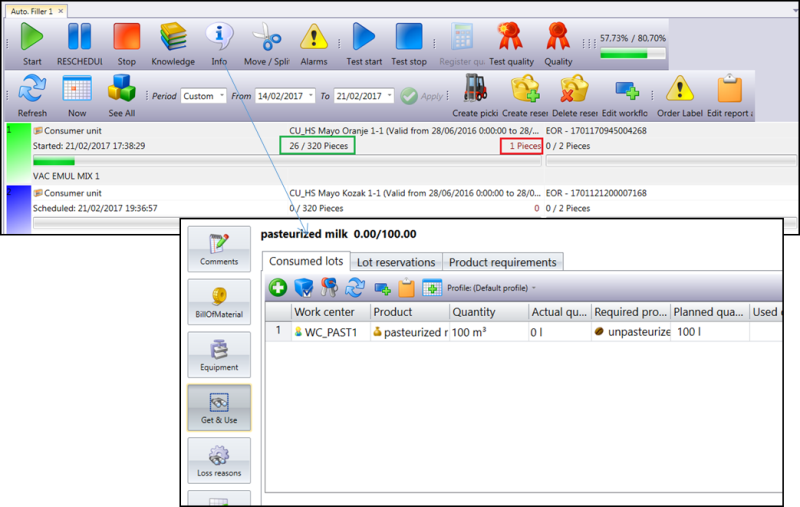 Auto. Filler 1
Start RESCHEDUL Stop Knowledge Info Move / Spli Alarms Test start Test stop Register qu Test quality Quality
57,73% / 80,70%
Refresh Now See All Period Custom From 14/02/2017 To 21/02/2017 Apply Create picki Create rese Delete rese Edit workflo Order Label Edit report a
1 Consumer unit CU_HS Mayo Oranje 1-1 (Valid from 28/06/2016 0:00:00 to 28/... EOR - 1701170945004268
Started: 21/02/2017 17:38:29 26 / 320 Pieces 1 Pieces 0 / 2 Pieces
VAC EMUL MIX 1
2 Consumer unit CU_HS Mayo Kozak 1-1 (Valid from 28/06/2016 0:00:00 to 28/... EOR - 1701121200007168
Scheduled: 21/02/2017 19:36:57 0 / 320 Pieces 0 0 / 2 Pieces
pasteurized milk 0.00/100.00
Comments
BillOfMaterial
Equipment
Get & Use
Loss reasons
Consumed lots Lot reservations Product requirements
Profile: (Default profile)
Work center Product Quantity Actual qu... Required pro... Planned qua... Used
1 WC_PAST1 pasteurized r 100 m³ 0 l unpasteurize 100 l